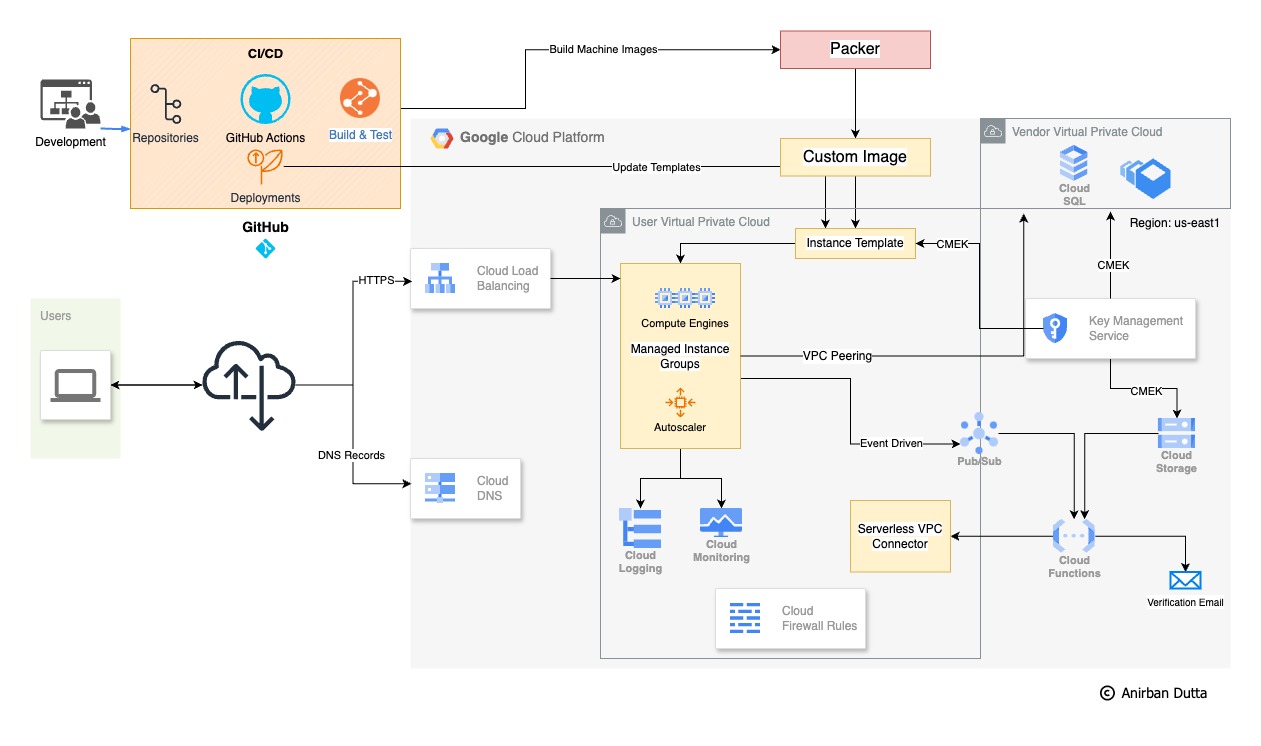 CI/CD
Build Machine Images
Packer
Development
Repositories
GitHub Actions
Build & Test
Google Cloud Platform
Vendor Virtual Private Cloud
Custom Image
Update Templates
Deployments
Cloud
SQL
GitHub
User Virtual Private Cloud
Region: us-east1
Instance Template
CMEK
CMEK
HTTPS
Cloud Load
Balancing
Users
Compute Engines
Key Management
Service
Managed Instance
Groups
VPC Peering
CMEK
Autoscaler
Event Driven
DNS Records
Pub/Sub
Cloud
Storage
Cloud
DNS
Serverless VPC
Connector
Cloud
Logging
Cloud
Monitoring
Cloud
Functions
Verification Email
Cloud
Firewall Rules
© Anirban Dutta